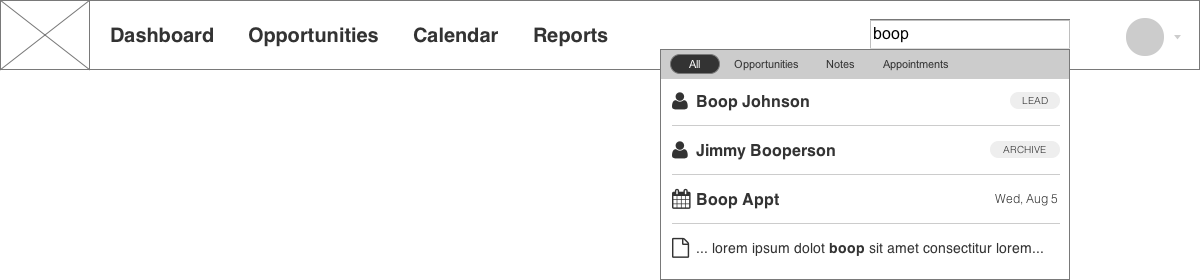 Dashboard Opportunities Calendar Reports boop
All Opportunities Notes Appointments
Boop Johnson LEAD
Jimmy Booperson ARCHIVE
Boop Appt Wed, Aug 5
... lorem ipsum dolot boop sit amet consectitur lorem...